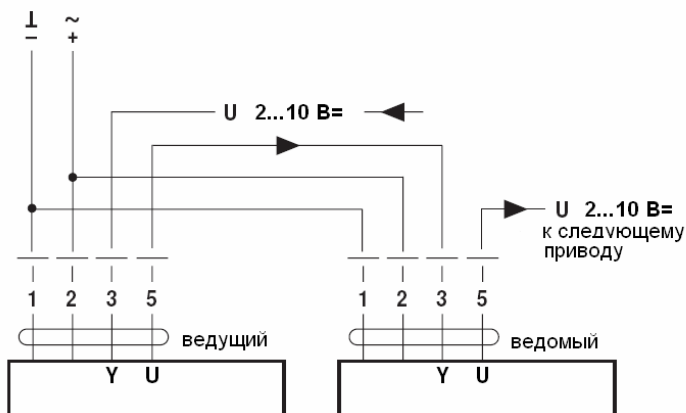 ⊥ ~
− +
U 2...10 В=
U 2...10 В=
к следующему
приводу
1 2 3 5 1 2 3 5
ведущий ведомый
Y U Y U